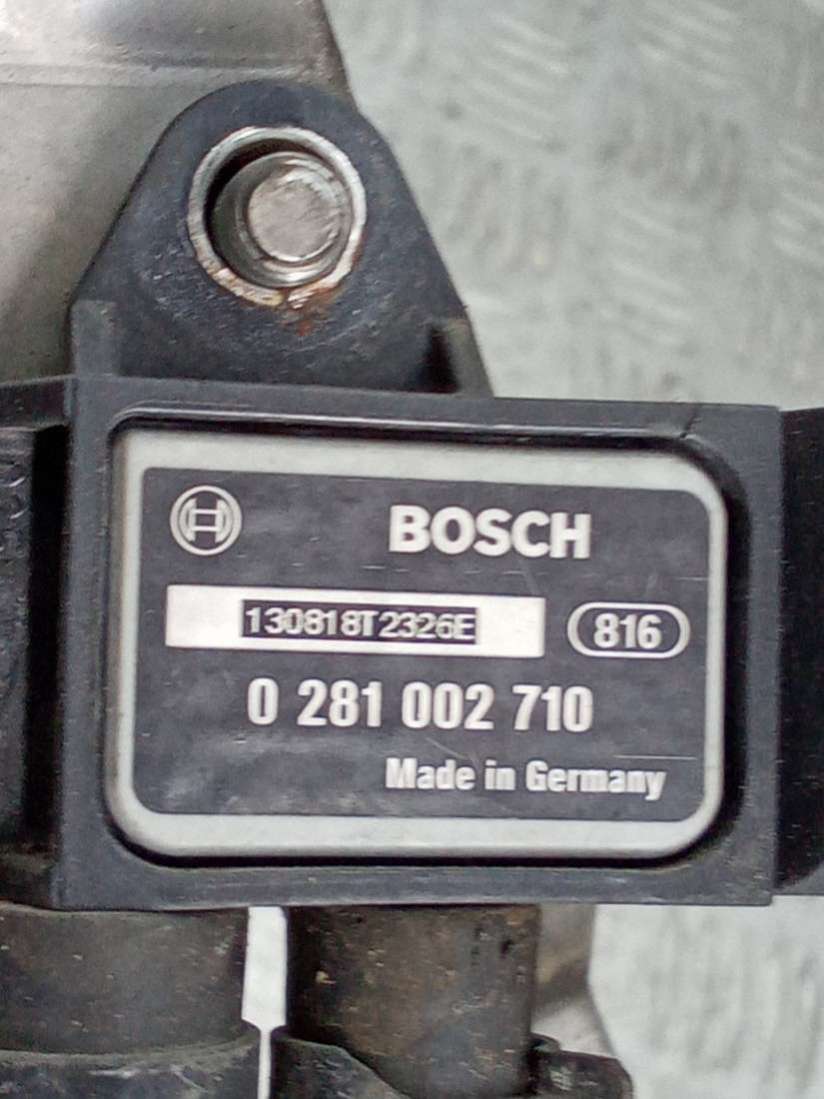 BOSCH
130818T2326E 816
0 281 002 710
Made in Germany